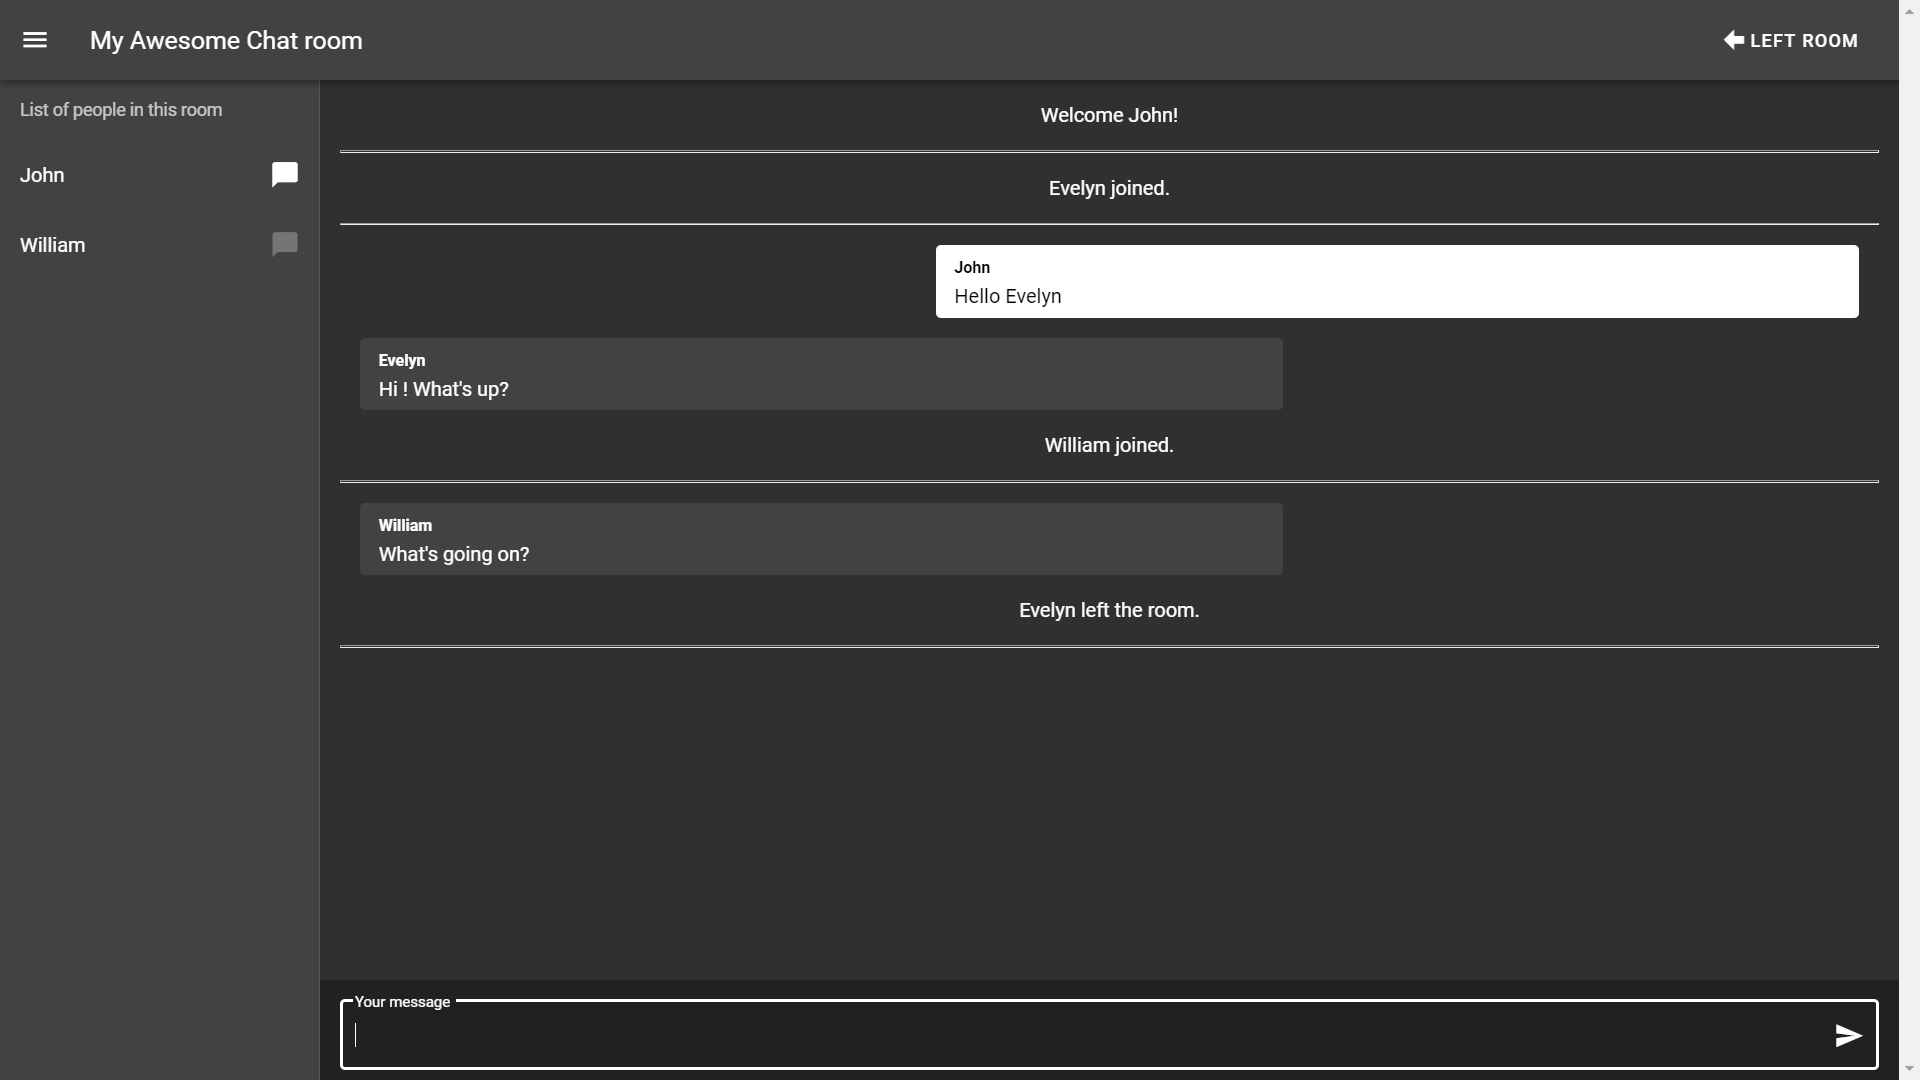 My Awesome Chat room
LEFT ROOM
List of people in this room
John
William
Welcome John!
Evelyn joined.
John
Hello Evelyn
Evelyn
Hi ! What's up?
William joined.
William
What's going on?
Evelyn left the room.
Your message